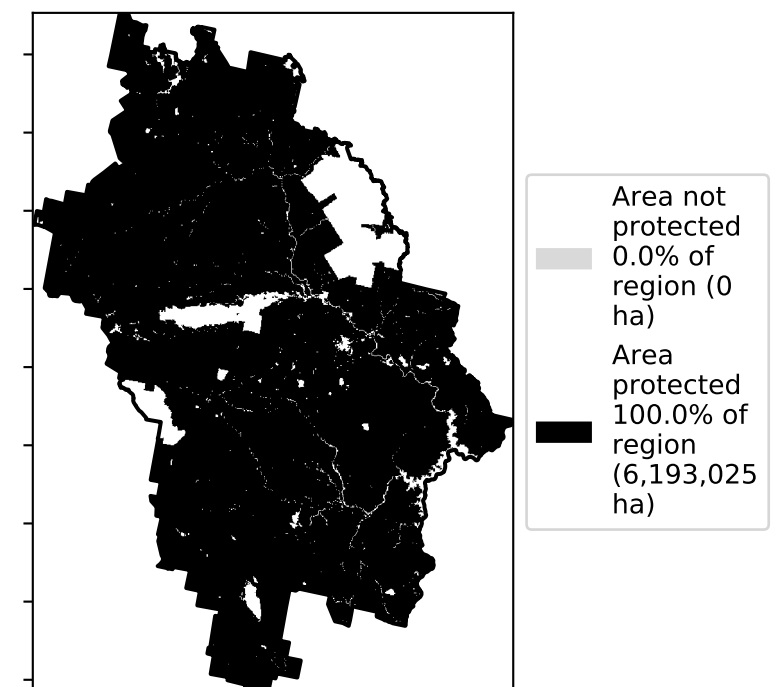 Area not
protected
0.0% of
region (0
ha)
Area
protected
100.0% of
region
(6,193,025
ha)